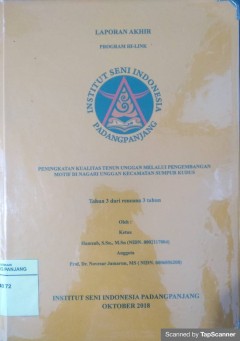 LAPORAN AKHIR
PROGRAM HI-LINK
INSTITUT SENI INDONESIA
PADANGPANJANG
PENINGKATAN KUALITAS TENUN UNGGAN MELALUI PENGEMBANGAN
MOTIF DI NAGARI UNGGAN KECAMATAN SUMPUR KUDUS
Tahun 3 dari rencana 3 tahun
Oleh :
Ketua
Anggota
INSTITUT SENI INDONESIA PADANGPANJANG
OKTOBER 2018
Scanned by TapScanner